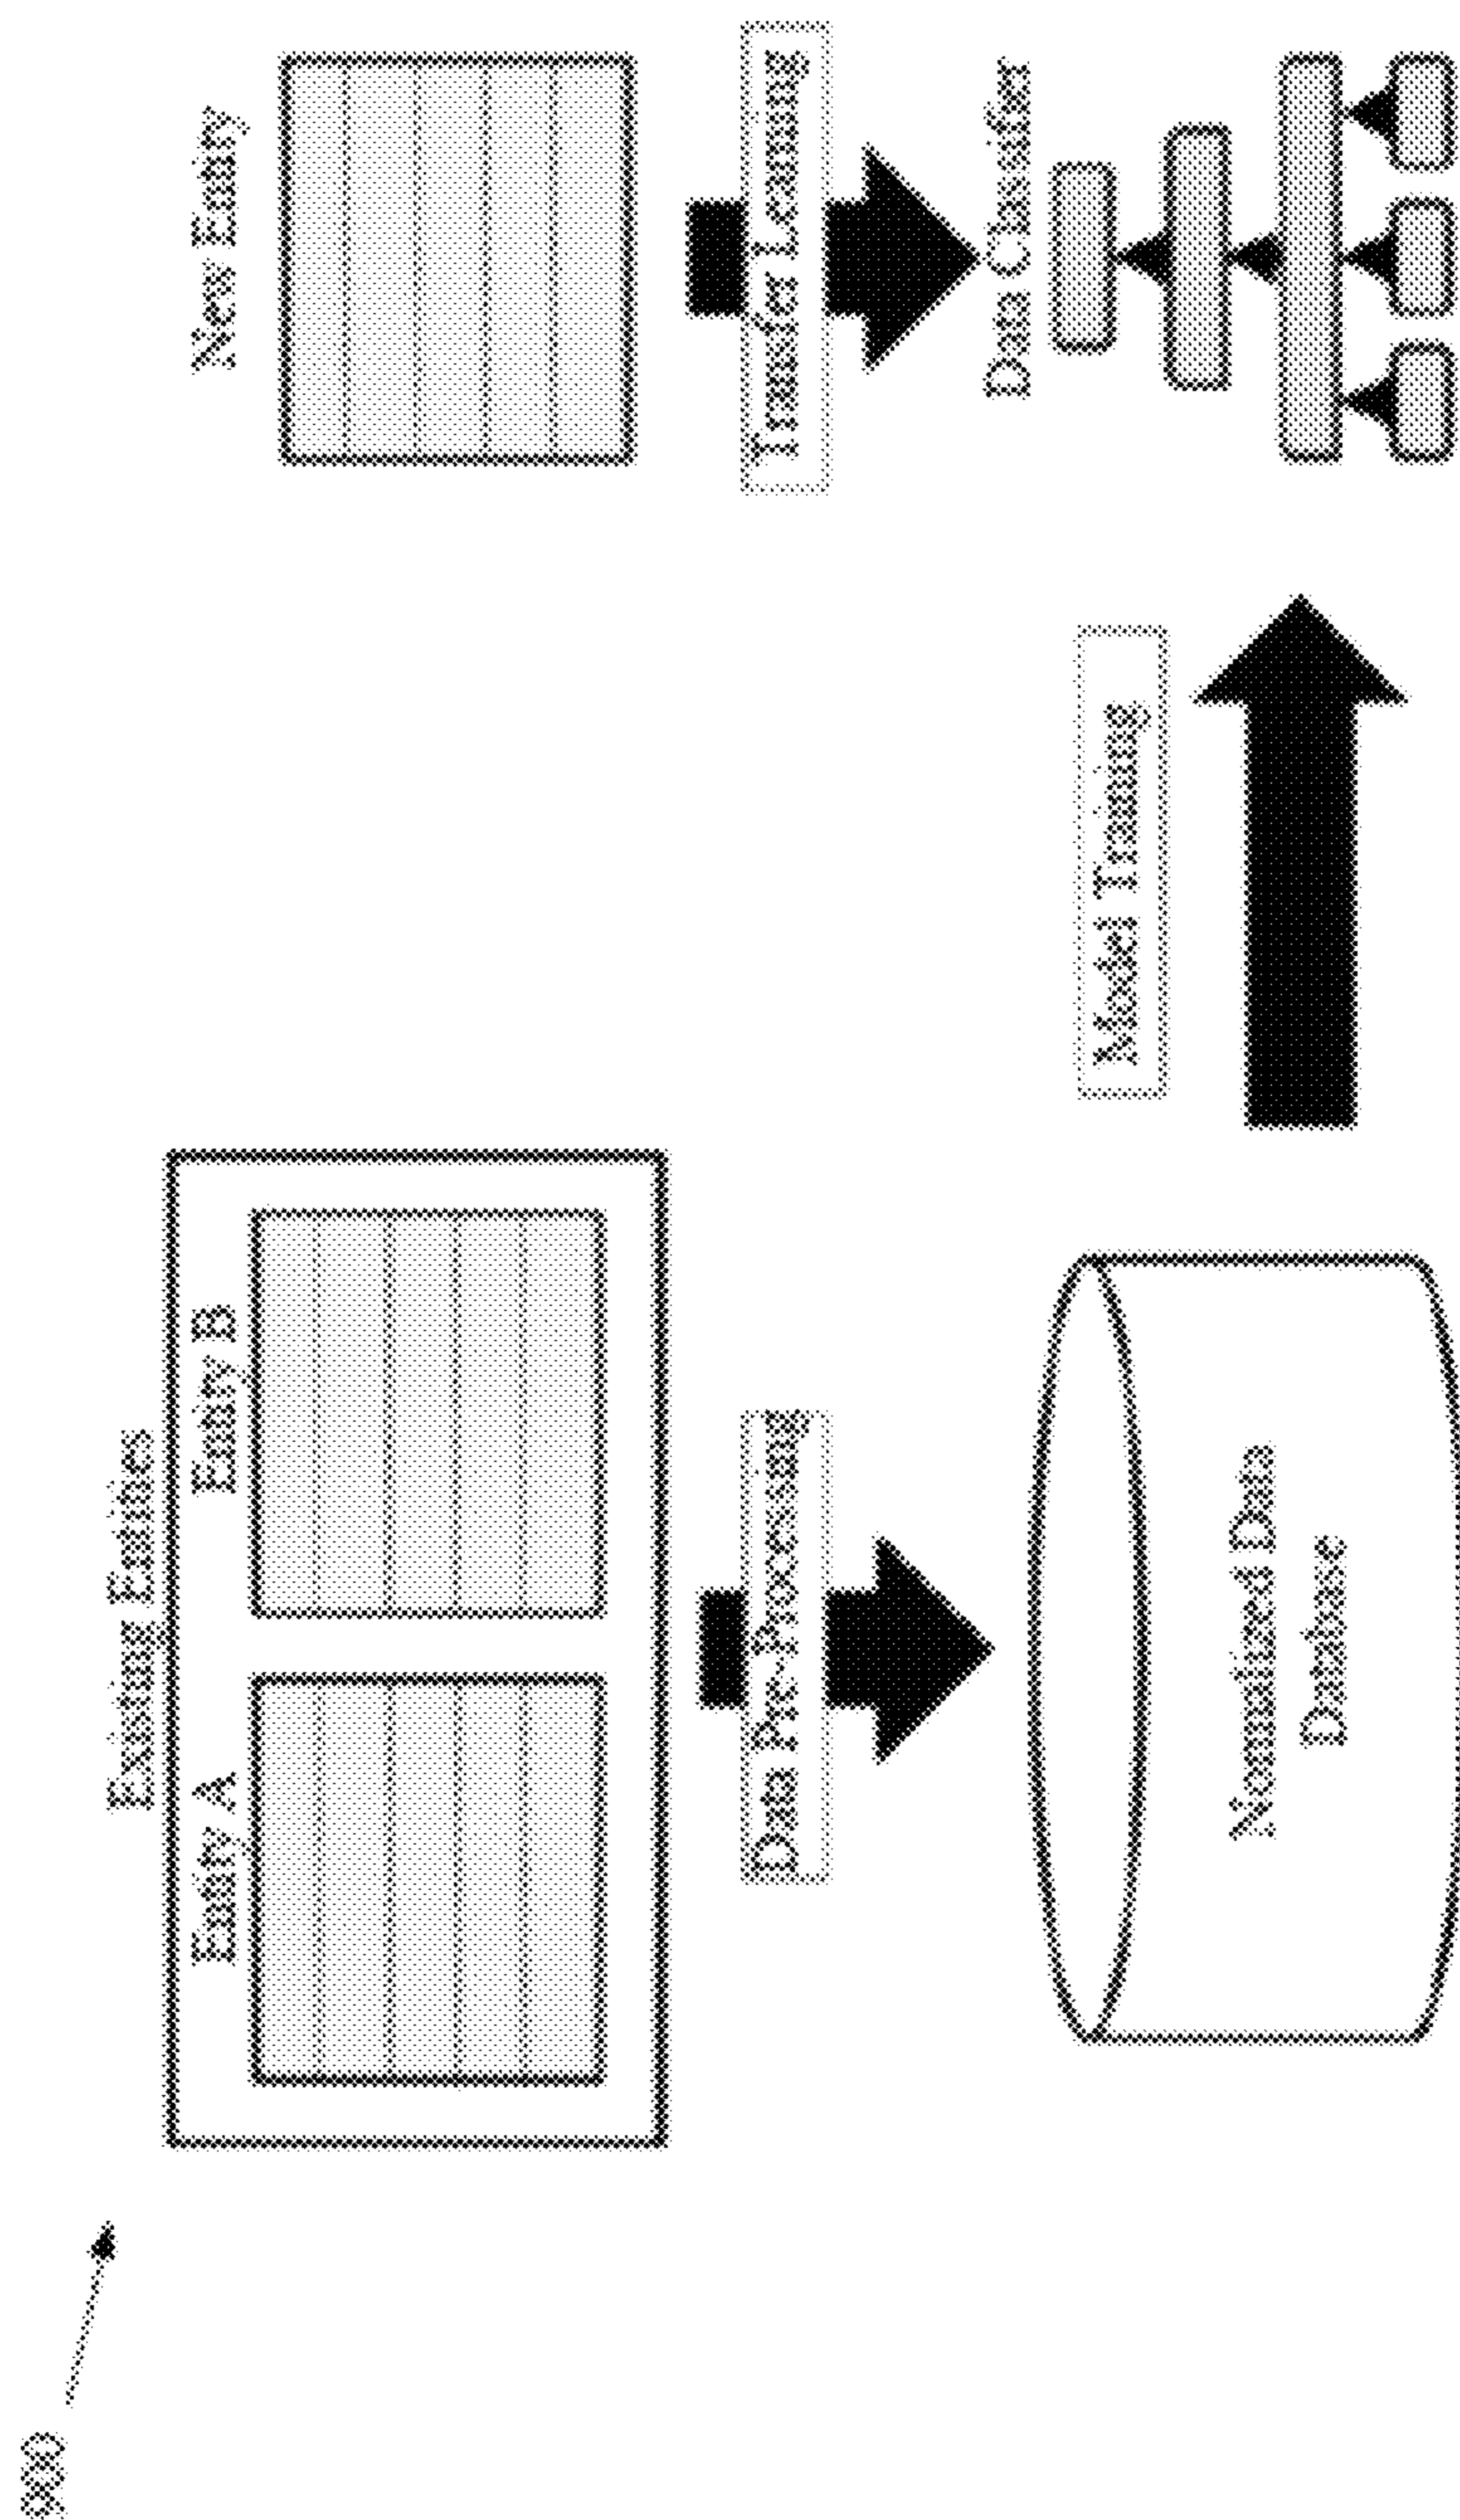 Existing Entities
Entity A
Entity B
New Entity
Data Pre-Processing
Transfer Learning
Data Classifier
Model Training
Normalized Data
Database